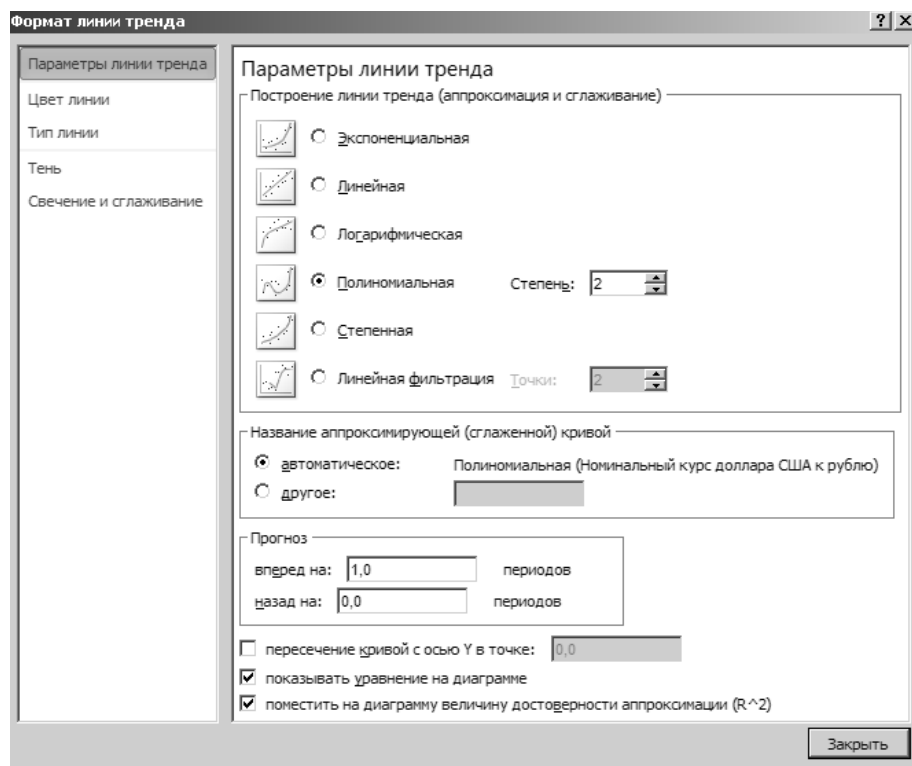 Формат линии тренда
? X
Параметры линии тренда
Цвет линии
Тип линии
Тень
Свечение и сглаживание
Параметры линии тренда
Построение линии тренда (аппроксимация и сглаживание)
Экспоненциальная
Линейная
Логарифмическая
Полиномиальная Степень: 2
Степенная
Линейная фильтрация Точки: 2
Название аппроксимирующей (сглаженной) кривой
автоматическое: Полиномиальная (Номинальный курс доллара США к рублю)
другое:
Прогноз
вперед на: 1,0 периодов
назад на: 0,0 периодов
пересечение кривой с осью Y в точке: 0,0
показывать уравнение на диаграмме
поместить на диаграмму величину достоверности аппроксимации (R^2)
Закрыть